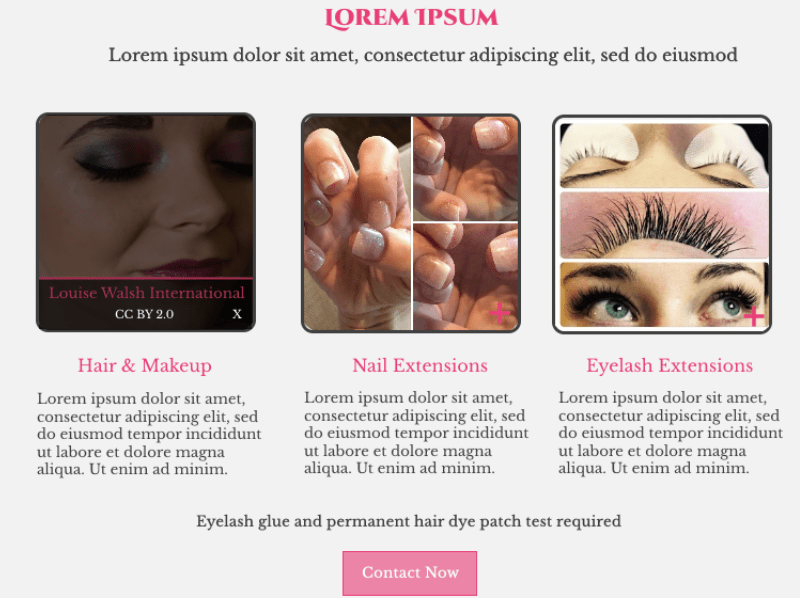 Lorem Ipsum
Lorem ipsum dolor sit amet, consectetur adipiscing elit, sed do eiusmod
Louise Walsh International
CC BY 2.0 X
Hair & Makeup
Lorem ipsum dolor sit amet,
consectetur adipiscing elit, sed
do eiusmod tempor incididunt
ut labore et dolore magna
aliqua. Ut enim ad minim.
Nail Extensions
Lorem ipsum dolor sit amet,
consectetur adipiscing elit, sed
do eiusmod tempor incididunt
ut labore et dolore magna
aliqua. Ut enim ad minim.
Eyelash Extensions
Lorem ipsum dolor sit amet,
consectetur adipiscing elit, sed
do eiusmod tempor incididunt
ut labore et dolore magna
aliqua. Ut enim ad minim.
Eyelash glue and permanent hair dye patch test required
Contact Now